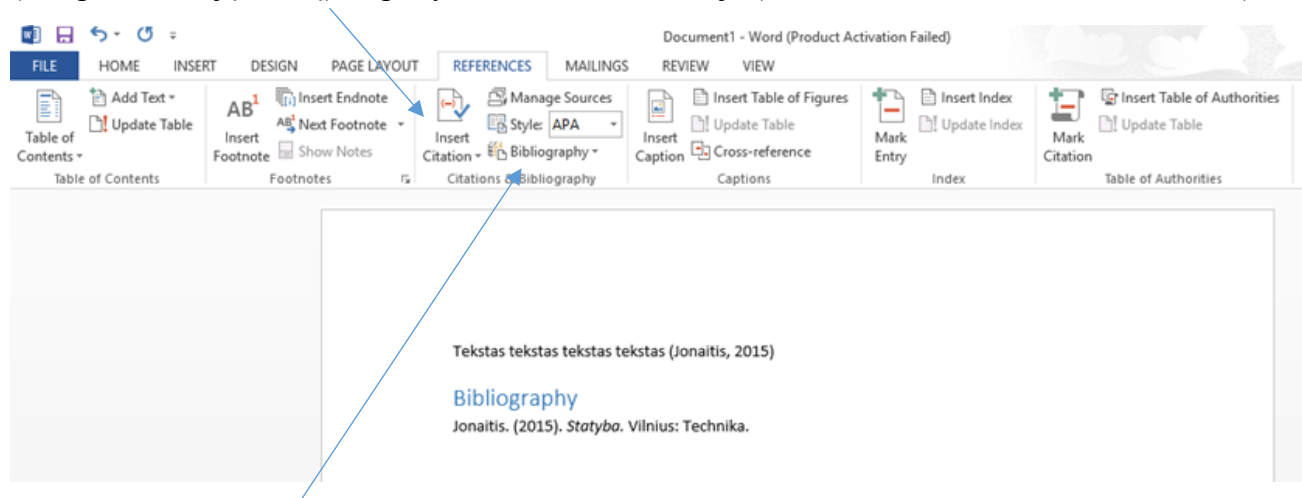 Document1 - Word (Product Activation Failed)
FILE HOME INSERT DESIGN PAGE LAYOUT REFERENCES MAILINGS REVIEW VIEW
Table of Contents
Add Text
Update Table
Table of Contents
AB1
Insert Footnote
Insert Endnote
AB1 Next Footnote
Show Notes
Footnotes
Insert Citation
Manage Sources
Style: APA
Bibliography
Citations & Bibliography
Insert Caption
Insert Table of Figures
Update Table
Cross-reference
Captions
Mark Entry
Insert Index
Update Index
Index
Mark Citation
Insert Table of Authorities
Update Table
Table of Authorities
Tekstas tekstas tekstas tekstas (Jonaitis, 2015)
Bibliography
Jonaitis. (2015). Statyba. Vilnius: Technika.